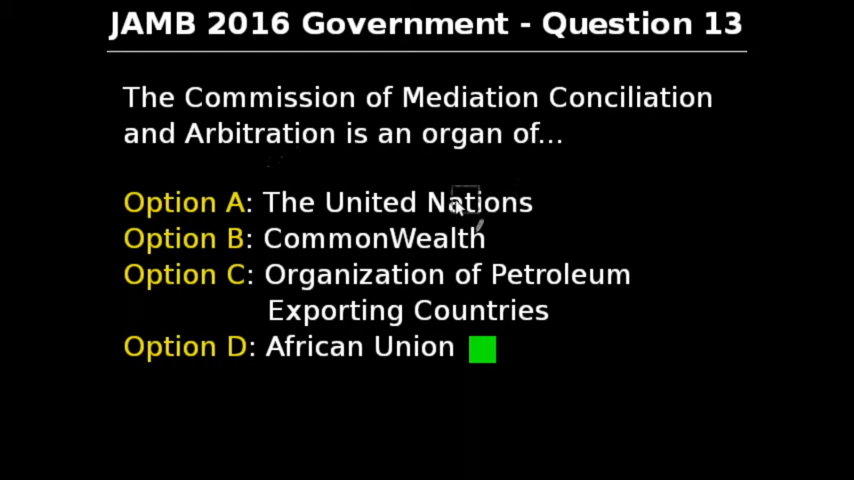 JAMB 2016 Government - Question 13
The Commission of Mediation Conciliation
and Arbitration is an organ of...
Option A: The United Nations
Option B: CommonWealth
Option C: Organization of Petroleum
Exporting Countries
Option D: African Union